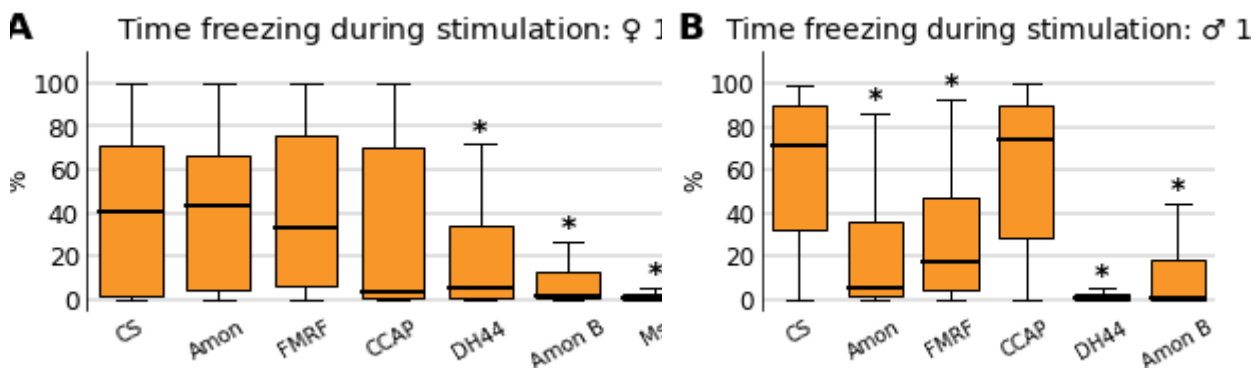 A Time freezing during stimulation: ♀ 1
100
80
60
40
20
0
%
* * *
CS Amon FMRF CCAP DH44 Amon B Ms
B Time freezing during stimulation: ♂ 1
100
80
60
40
20
0
%
* * * *
CS Amon FMRF CCAP DH44 Amon B